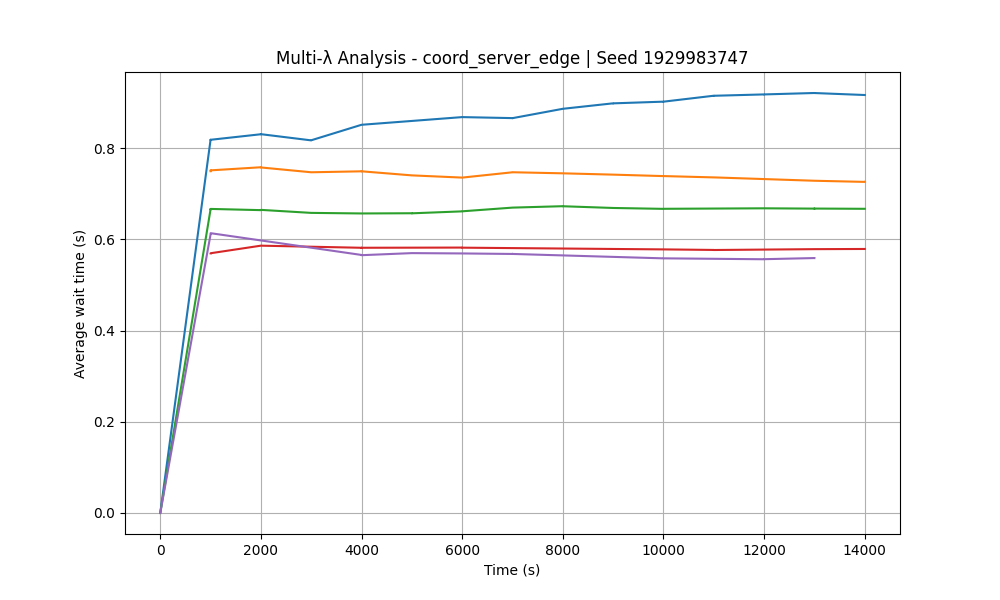 Multi-λ Analysis - coord_server_edge | Seed 1929983747
Average wait time (s)
0.8
0.6
0.4
0.2
0.0
0 2000 4000 6000 8000 10000 12000 14000
Time (s)